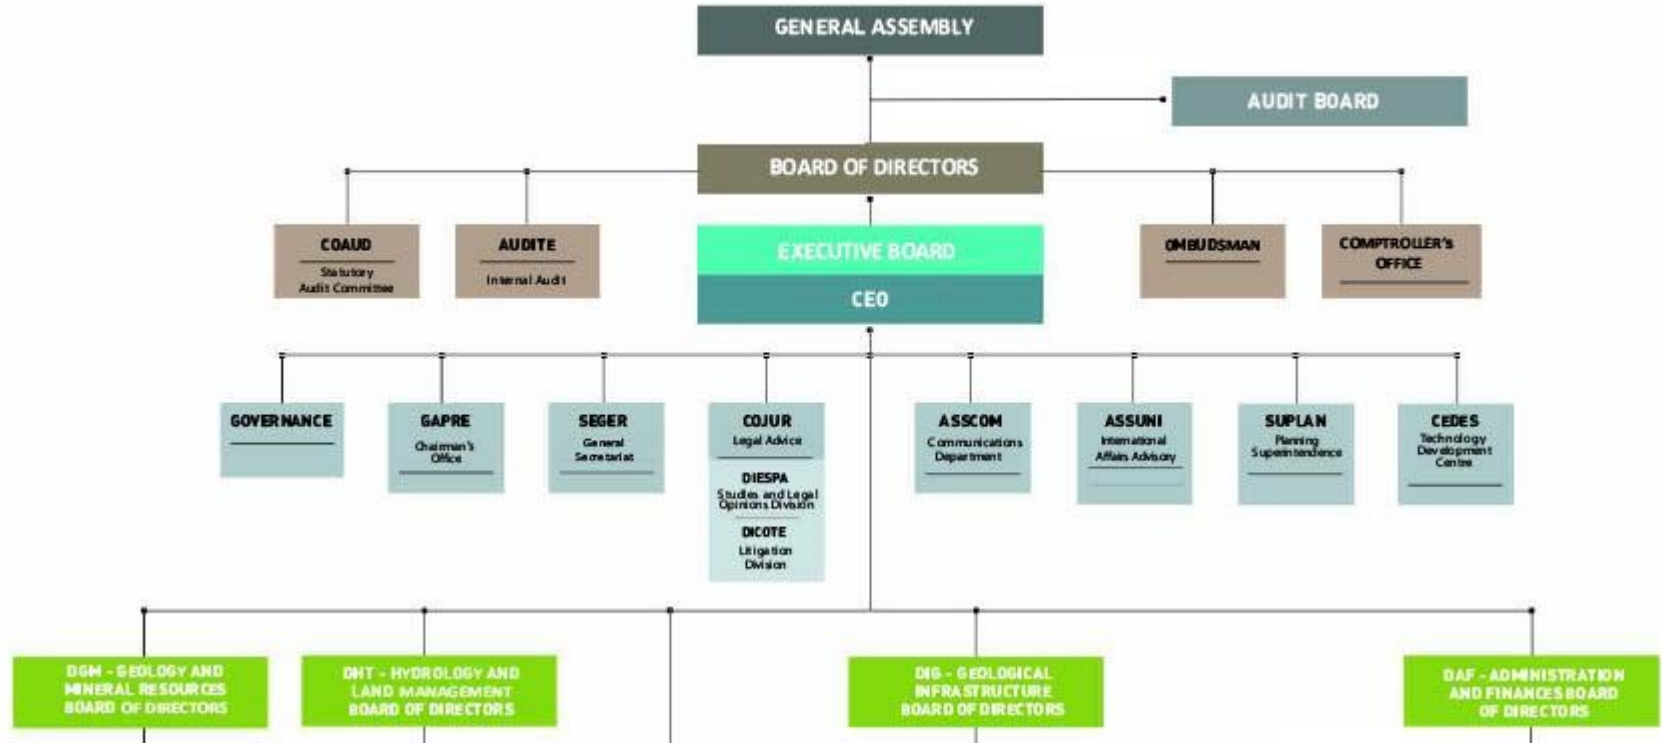 GENERAL ASSEMBLY
AUDIT BOARD
BOARD OF DIRECTORS
COAUD
Statutory
Audit Committee
AUDITE
Internal Audit
EXECUTIVE BOARD
CEO
OMBUDSMAN
COMPTROLLER's
OFFICE
GOVERNANCE
GAPRE
Chairman's
Office
SEGER
General
Secretariat
COJUR
Legal Advice
DIESPA
Studies and Legal
Opinions Division
DICOTE
Litigation
Division
ASSCOM
Communications
Department
ASSUNI
International
Affairs Advisory
SUPLAN
Planning
Superintendence
CEDES
Technology
Development
Centre
DGM - GEOLOGY AND
MINERAL RESOURCES
BOARD OF DIRECTORS
DHT - HYDROLOGY AND
LAND MANAGEMENT
BOARD OF DIRECTORS
DIG - GEOLOGICAL
INFRASTRUCTURE
BOARD OF DIRECTORS
DAF - ADMINISTRATION
AND FINANCES BOARD
OF DIRECTORS